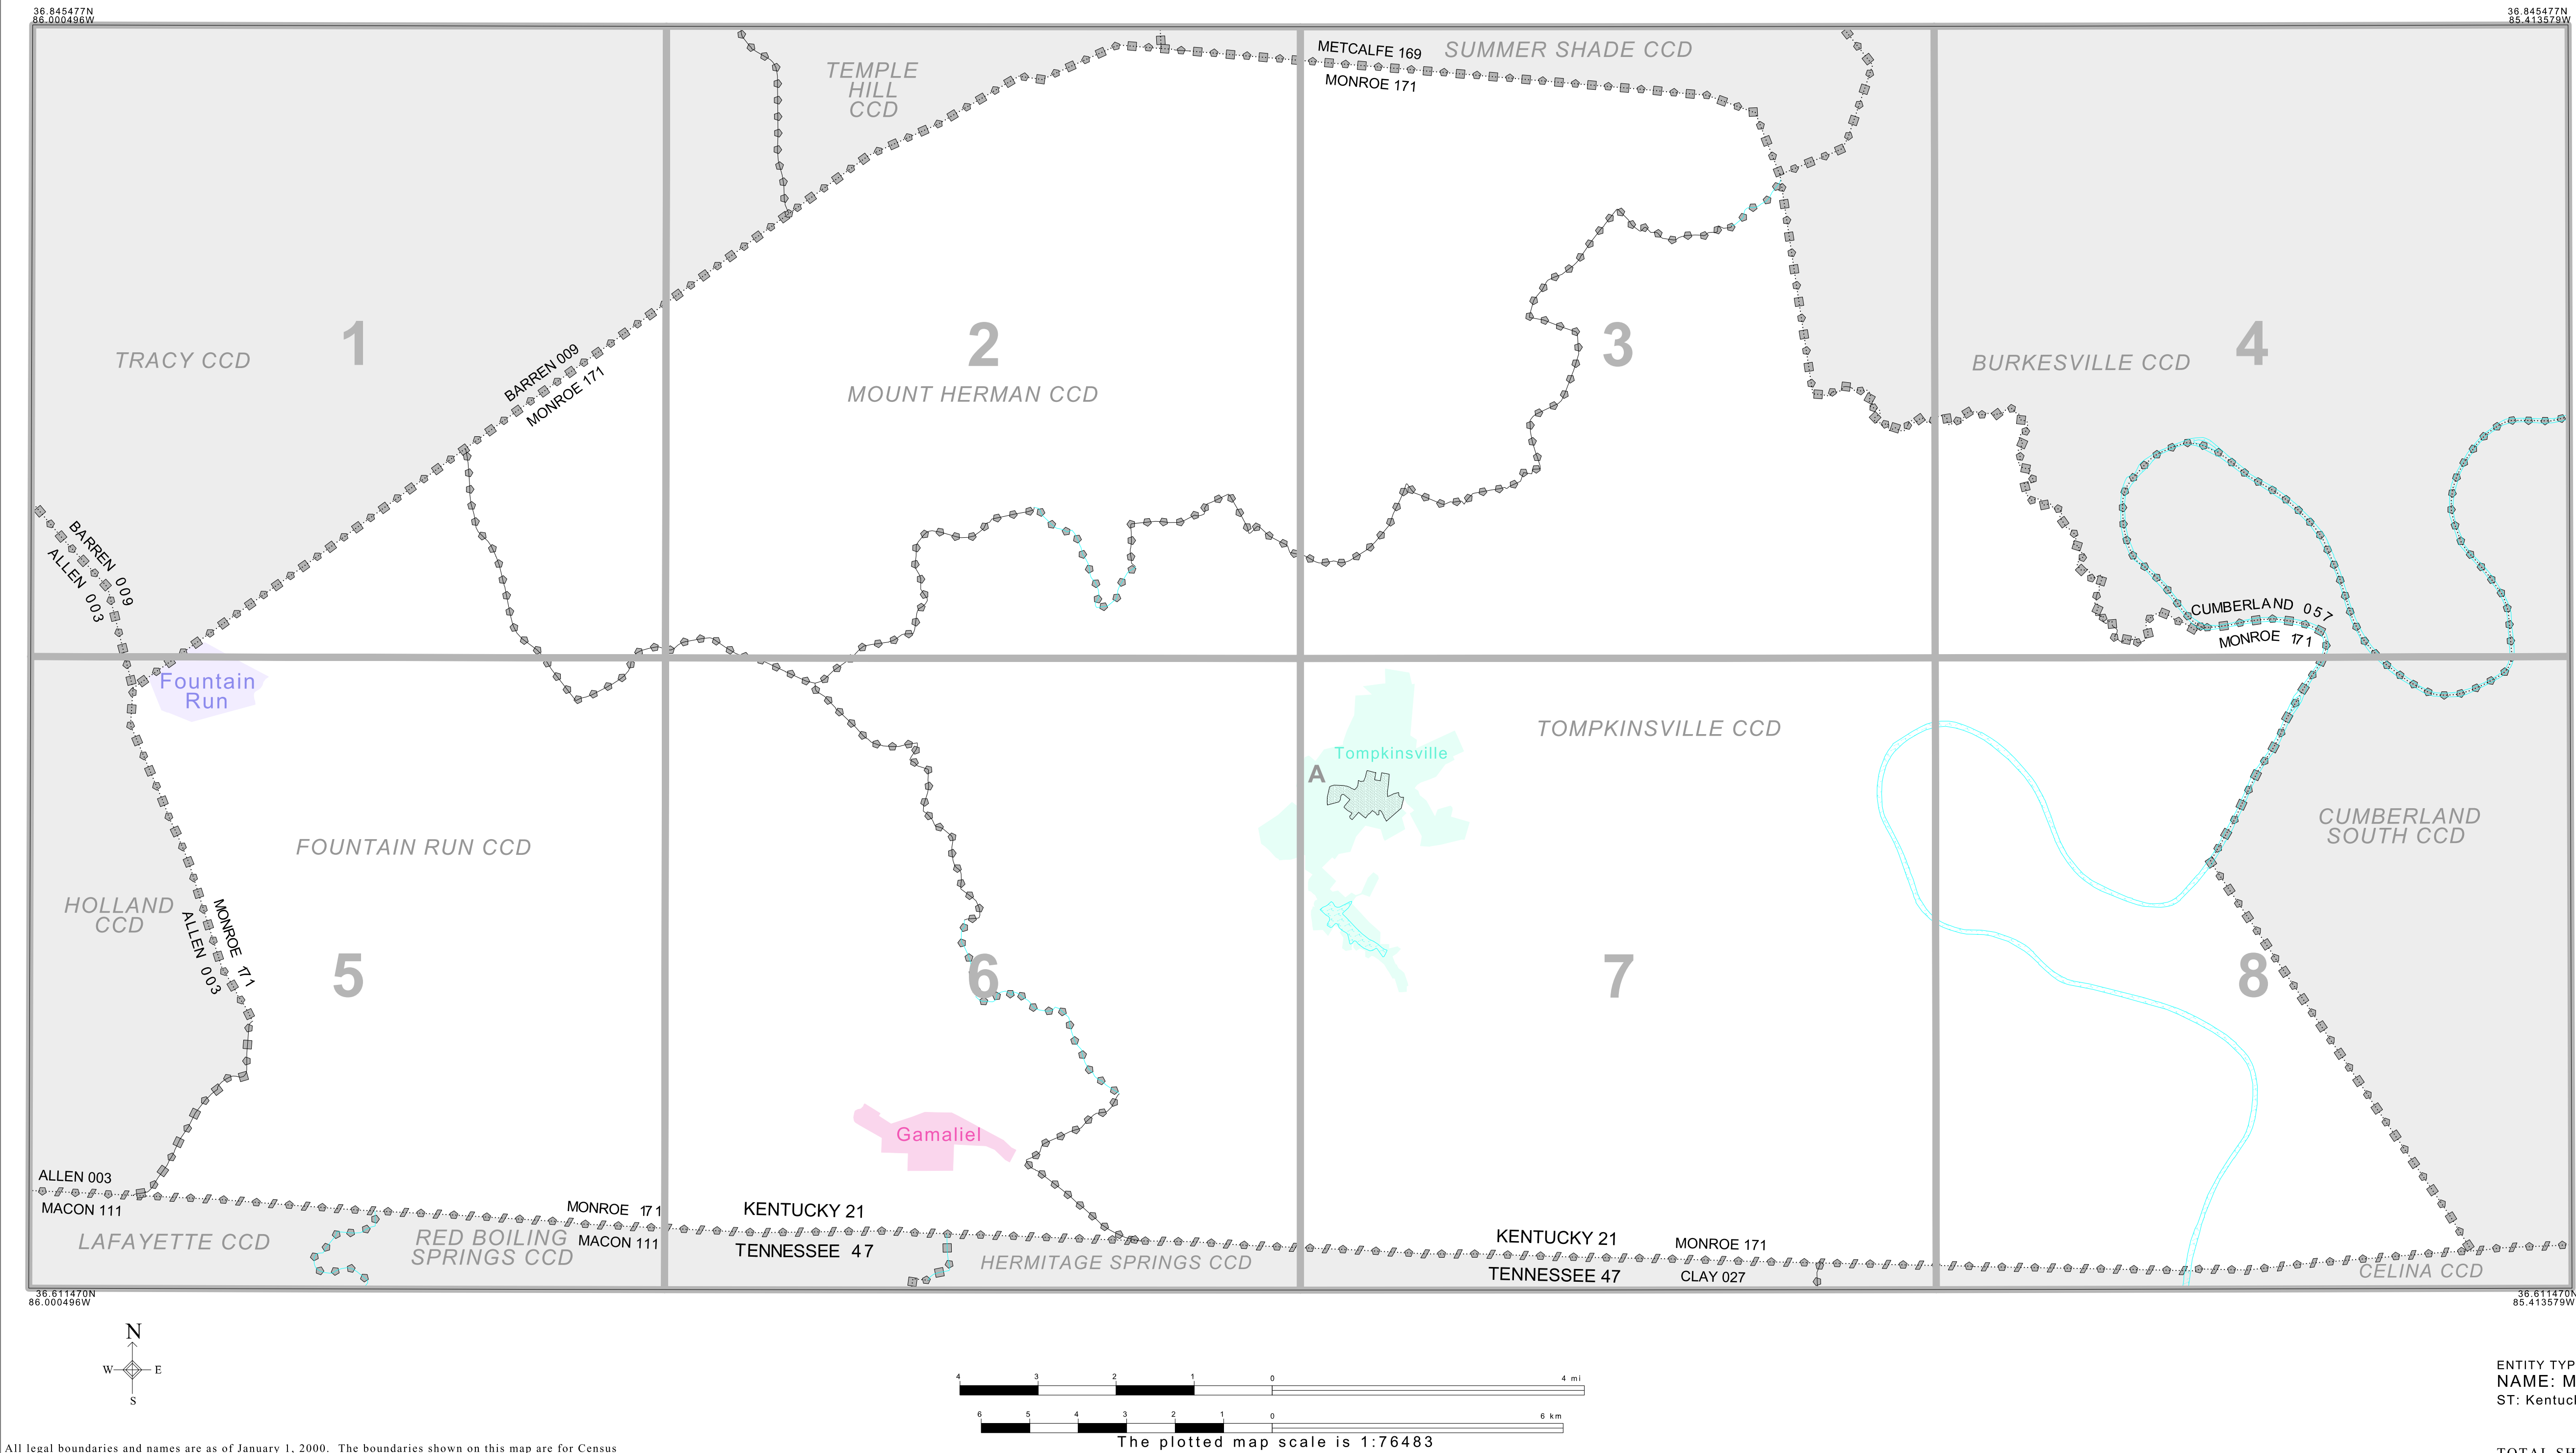 36.845477N
86.000496W
36.845477N
85.413579W
METCALFE 169
MONROE 171
SUMMER SHADE CCD
TEMPLE
HILL
CCD
1
2
3
4
TRACY CCD
BARREN 009
MONROE 171
MOUNT HERMAN CCD
BURKESVILLE CCD
BARREN 009
ALLEN 003
CUMBERLAND 057
MONROE 171
Fountain
Run
TOMPKINSVILLE CCD
Tompkinsville
A
FOUNTAIN RUN CCD
CUMBERLAND
SOUTH CCD
HOLLAND
CCD
MONROE 171
ALLEN 003
5
6
7
8
Gamaliel
ALLEN 003
MACON 111
MONROE 171
MACON 111
KENTUCKY 21
TENNESSEE 47
KENTUCKY 21
TENNESSEE 47
MONROE 171
CLAY 027
LAFAYETTE CCD
RED BOILING
SPRINGS CCD
HERMITAGE SPRINGS CCD
CELINA CCD
36.611470N
86.000496W
36.611470N
85.413579W
N
W E
S
4 3 2 1 0 4 mi
6 5 4 3 2 1 0 6 km
The plotted map scale is 1:76483
ENTITY TYP
NAME: M
ST: Kentuc
All legal boundaries and names are as of January 1, 2000. The boundaries shown on this map are for Census